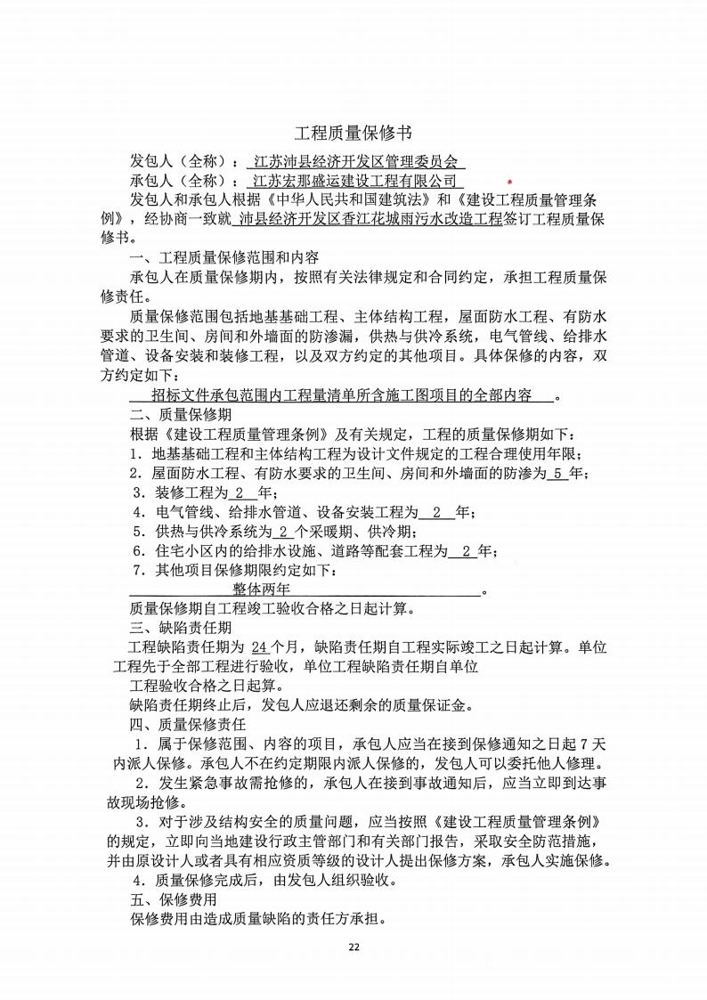 工程质量保修书
发包人（全称）：江苏沛县经济开发区管理委员会
承包人（全称）：江苏宏那盛运建设工程有限公司
发包人和承包人根据《中华人民共和国建筑法》和《建设工程质量管理条
例》，经协商一致就 沛县经济开发区香江花城雨污水改造工程签订工程质量保
修书。
一、工程质量保修范围和内容
承包人在质量保修期内，按照有关法律规定和合同约定，承担工程质量保
修责任。
质量保修范围包括地基基础工程、主体结构工程，屋面防水工程、有防水
要求的卫生间、房间和外墙面的防渗漏，供热与供冷系统，电气管线、给排水
管道、设备安装和装修工程，以及双方约定的其他项目。具体保修的内容，双
方约定如下：
招标文件承包范围内工程量清单所含施工图项目的全部内容 。
二、质量保修期
根据《建设工程质量管理条例》及有关规定，工程的质量保修期如下：
1．地基基础工程和主体结构工程为设计文件规定的工程合理使用年限；
2．屋面防水工程、有防水要求的卫生间、房间和外墙面的防渗为 5 年；
3．装修工程为 2 年；
4．电气管线、给排水管道、设备安装工程为 2 年；
5．供热与供冷系统为 2 个采暖期、供冷期；
6．住宅小区内的给排水设施、道路等配套工程为 2 年；
7．其他项目保修期限约定如下：
整体两年 。
质量保修期自工程竣工验收合格之日起计算。
三、缺陷责任期
工程缺陷责任期为 24 个月，缺陷责任期自工程实际竣工之日起计算。单位
工程先于全部工程进行验收，单位工程缺陷责任期自单位
工程验收合格之日起算。
缺陷责任期终止后，发包人应退还剩余的质量保证金。
四、质量保修责任
1．属于保修范围、内容的项目，承包人应当在接到保修通知之日起 7 天
内派人保修。承包人不在约定期限内派人保修的，发包人可以委托他人修理。
2．发生紧急事故需抢修的，承包人在接到事故通知后，应当立即到达事
故现场抢修。
3．对于涉及结构安全的质量问题，应当按照《建设工程质量管理条例》
的规定，立即向当地建设行政主管部门和有关部门报告，采取安全防范措施，
并由原设计人或者具有相应资质等级的设计人提出保修方案，承包人实施保修。
4．质量保修完成后，由发包人组织验收。
五、保修费用
保修费用由造成质量缺陷的责任方承担。
22